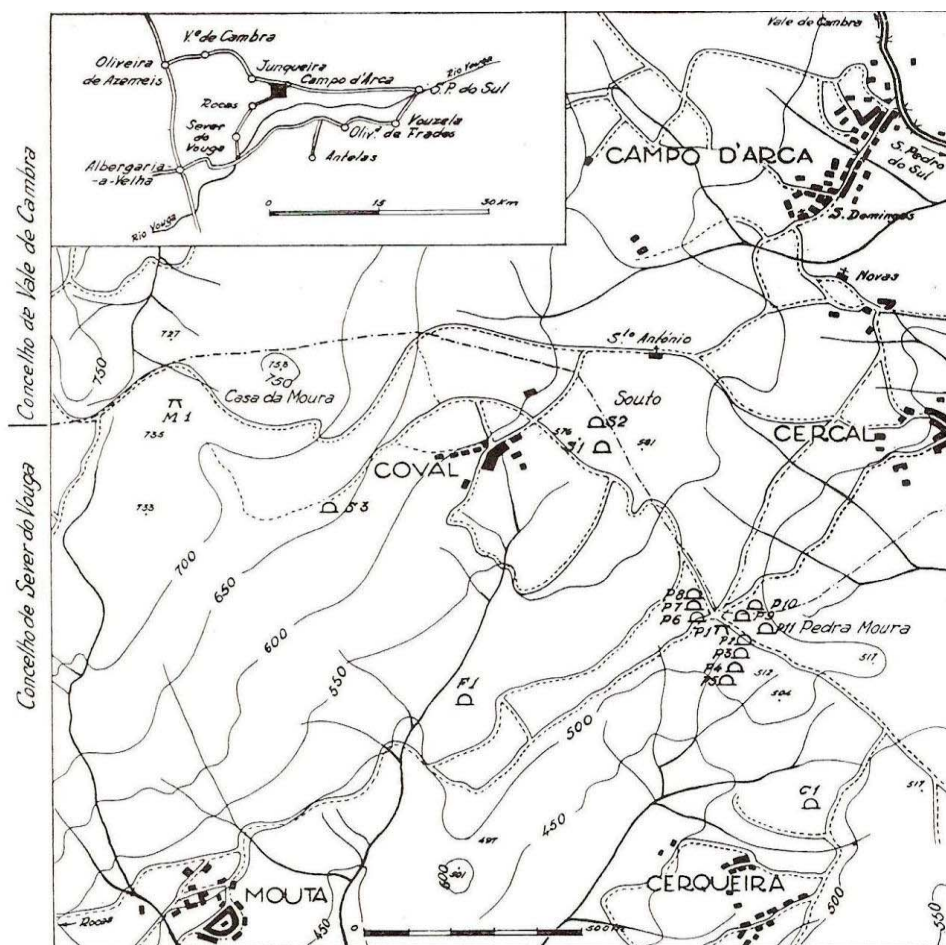 Concelho de Vale de Cambra
Concelho de Sever do Vouga
V.ª de Cambra
Oliveira
de Azemeis
Junqueira
Campo d'Arca
Rio Vouga
S. P. do Sul
Rocas
Sever
do
Vouga
Vouzela
Oliv.ª de Frades
Antelas
Albergaria-
-a-Velha
Rio Vouga
0 15 30 Km
Vale de Cambra
CAMPO D'ARCA
S. Pedro
do Sul
S. Domingos
Novas
727
750
758
750
Casa da Moura
M 1
735
S.to António
Souto
S2
S1
576
581
CERCAL
COVAL
S3
733
700
650
600
550
P8
P7
P6
P1
P10
P9
P11
Pedra Moura
P2
P3
P4
P5
512
517
504
F1
500
C1
517
450
497
501
600
MOUTA
CERQUEIRA
Rocas
450
0 500 m
500
550